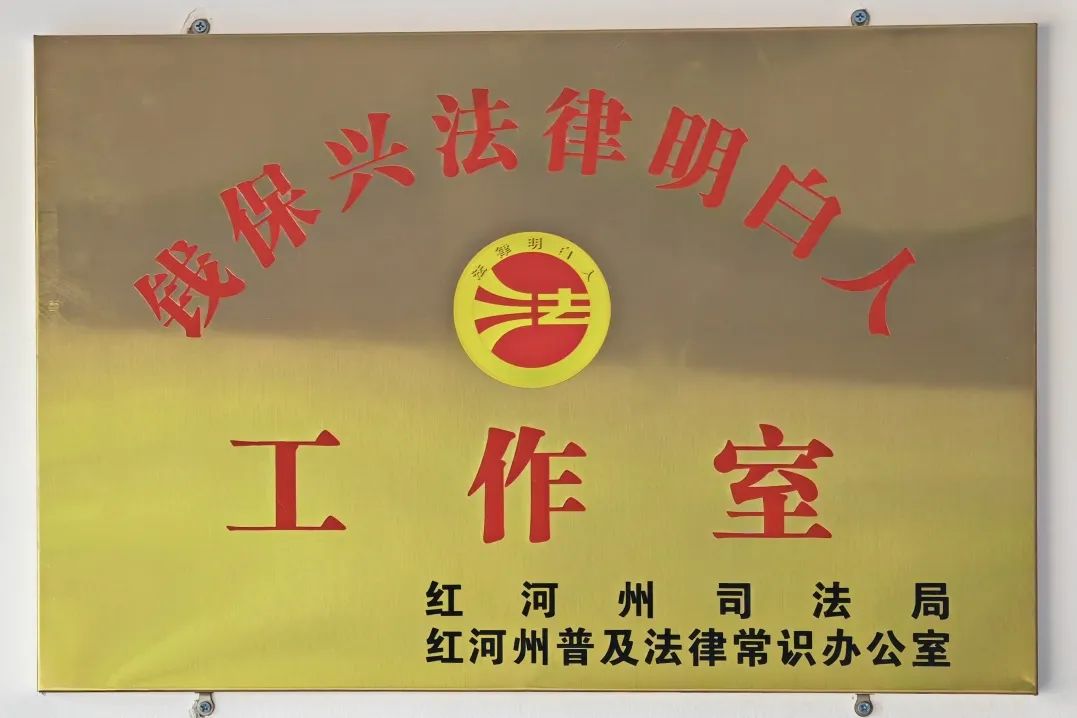 钱保兴法律明白人
法律明白人
法
工作室
红河州司法局
红河州普及法律常识办公室